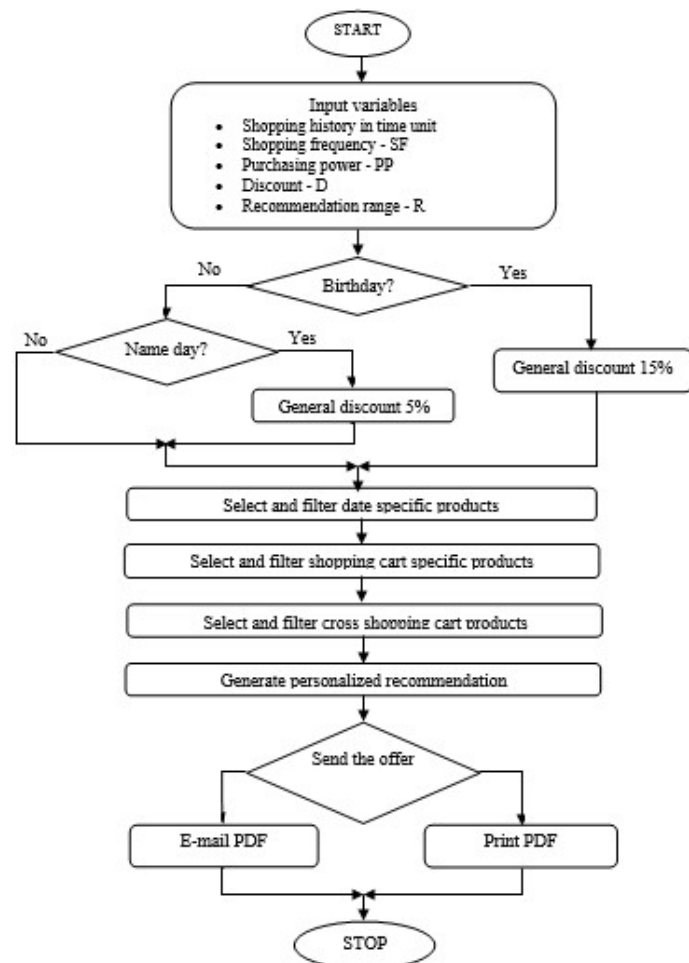 START
Input variables
• Shopping history in time unit
• Shopping frequency - SF
• Purchasing power - PP
• Discount - D
• Recommendation range - R
No
Birthday?
Yes
No
Name day?
Yes
General discount 15%
General discount 5%
Select and filter date specific products
Select and filter shopping cart specific products
Select and filter cross shopping cart products
Generate personalized recommendation
Send the offer
E-mail PDF
Print PDF
STOP